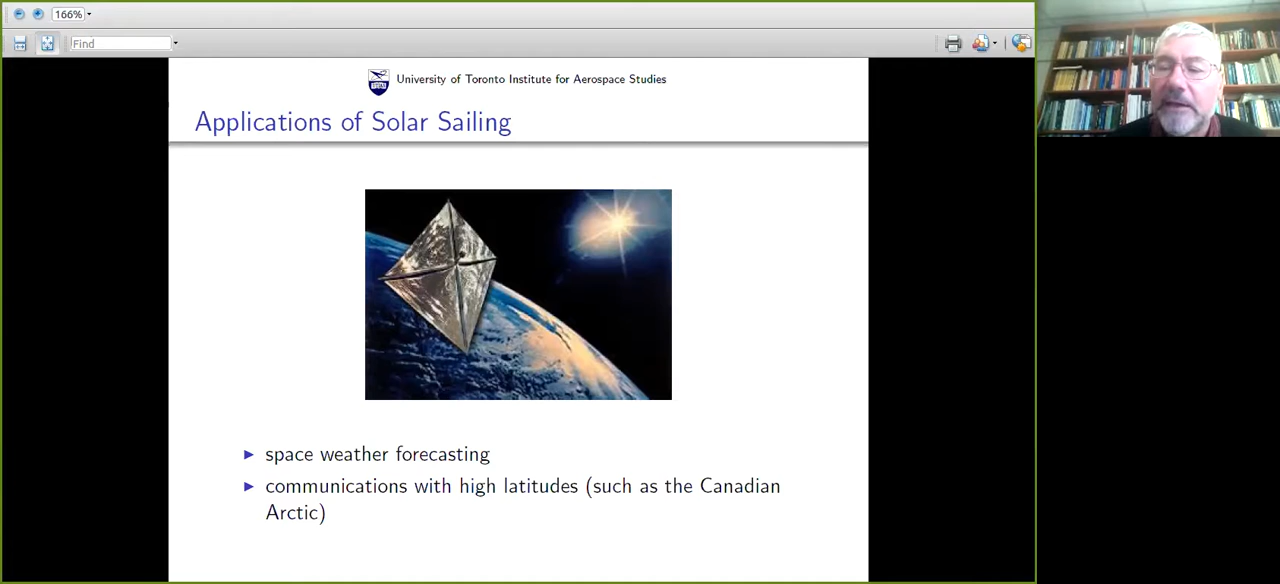 166%
Find
University of Toronto Institute for Aerospace Studies
Applications of Solar Sailing
space weather forecasting
communications with high latitudes (such as the Canadian
Arctic)